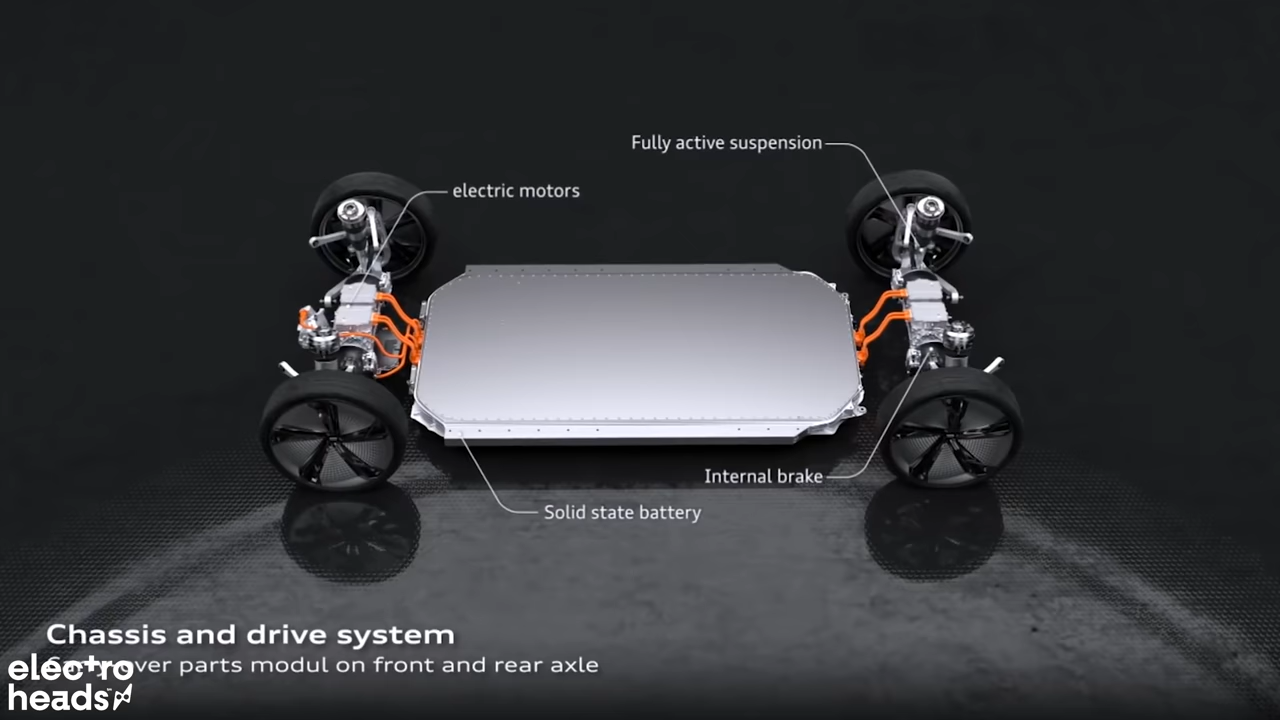 Fully active suspension
electric motors
Internal brake
Solid state battery
Chassis and drive system
over parts modul on front and rear axle
electro
heads